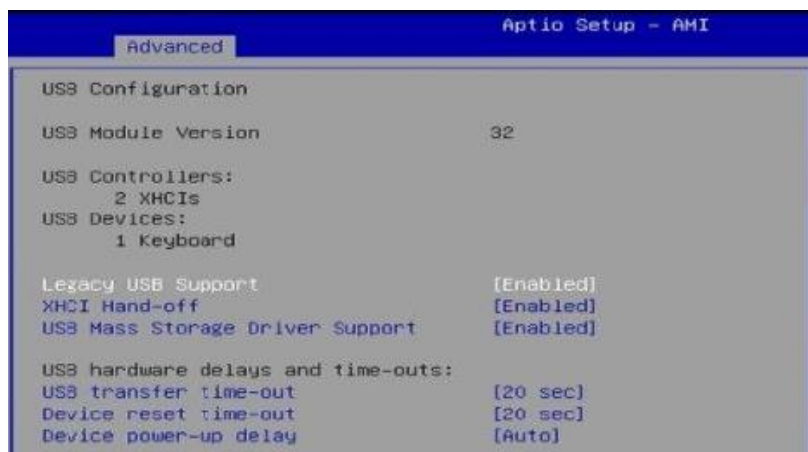 Aptio Setup - AMI
Advanced
USB Configuration
USB Module Version 32
USB Controllers:
2 XHCIs
USB Devices:
1 Keyboard
Legacy USB Support [Enabled]
XHCI Hand-off [Enabled]
USB Mass Storage Driver Support [Enabled]
USB hardware delays and time-outs:
USB transfer time-out [20 sec]
Device reset time-out [20 sec]
Device power-up delay [Auto]